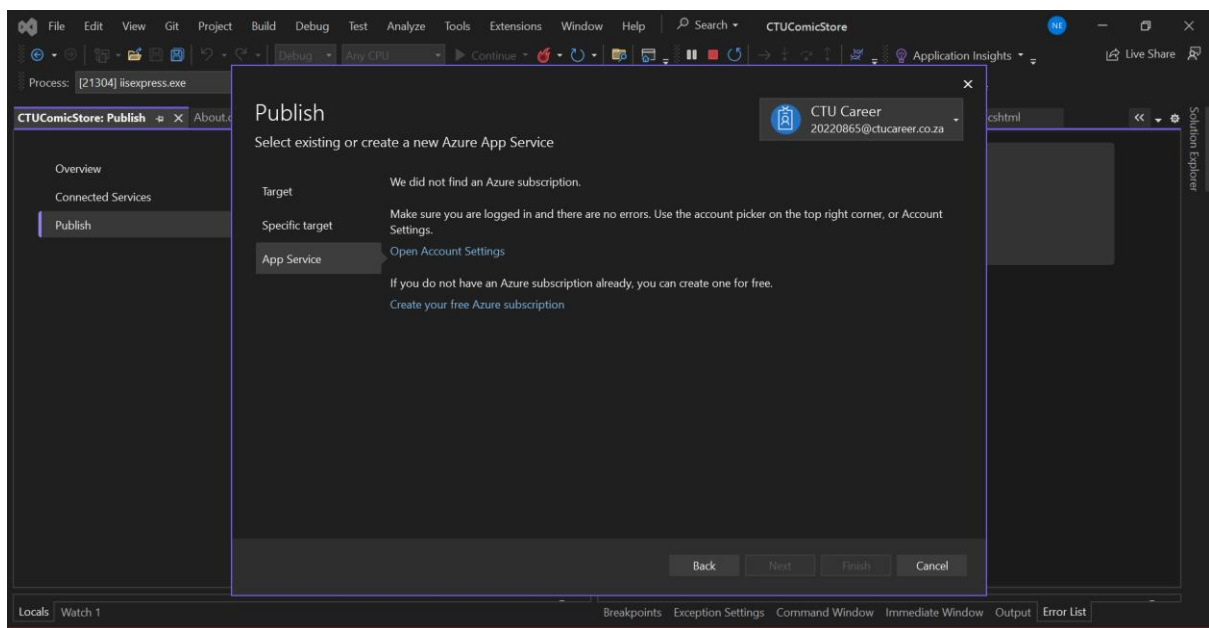 File Edit View Git Project Build Debug Test Analyze Tools Extensions Window Help Search CTUComicStore NE
Debug Any CPU Continue Application Insights Live Share
Process: [21304] iisexpress.exe
CTUComicStore: Publish About.c cshtml
Solution Explorer
Overview
Connected Services
Publish
Publish
CTU Career
20220865@ctucareer.co.za
Select existing or create a new Azure App Service
Target
Specific target
App Service
We did not find an Azure subscription.
Make sure you are logged in and there are no errors. Use the account picker on the top right corner, or Account
Settings.
Open Account Settings
If you do not have an Azure subscription already, you can create one for free.
Create your free Azure subscription
Back Next Finish Cancel
Locals Watch 1 Breakpoints Exception Settings Command Window Immediate Window Output Error List